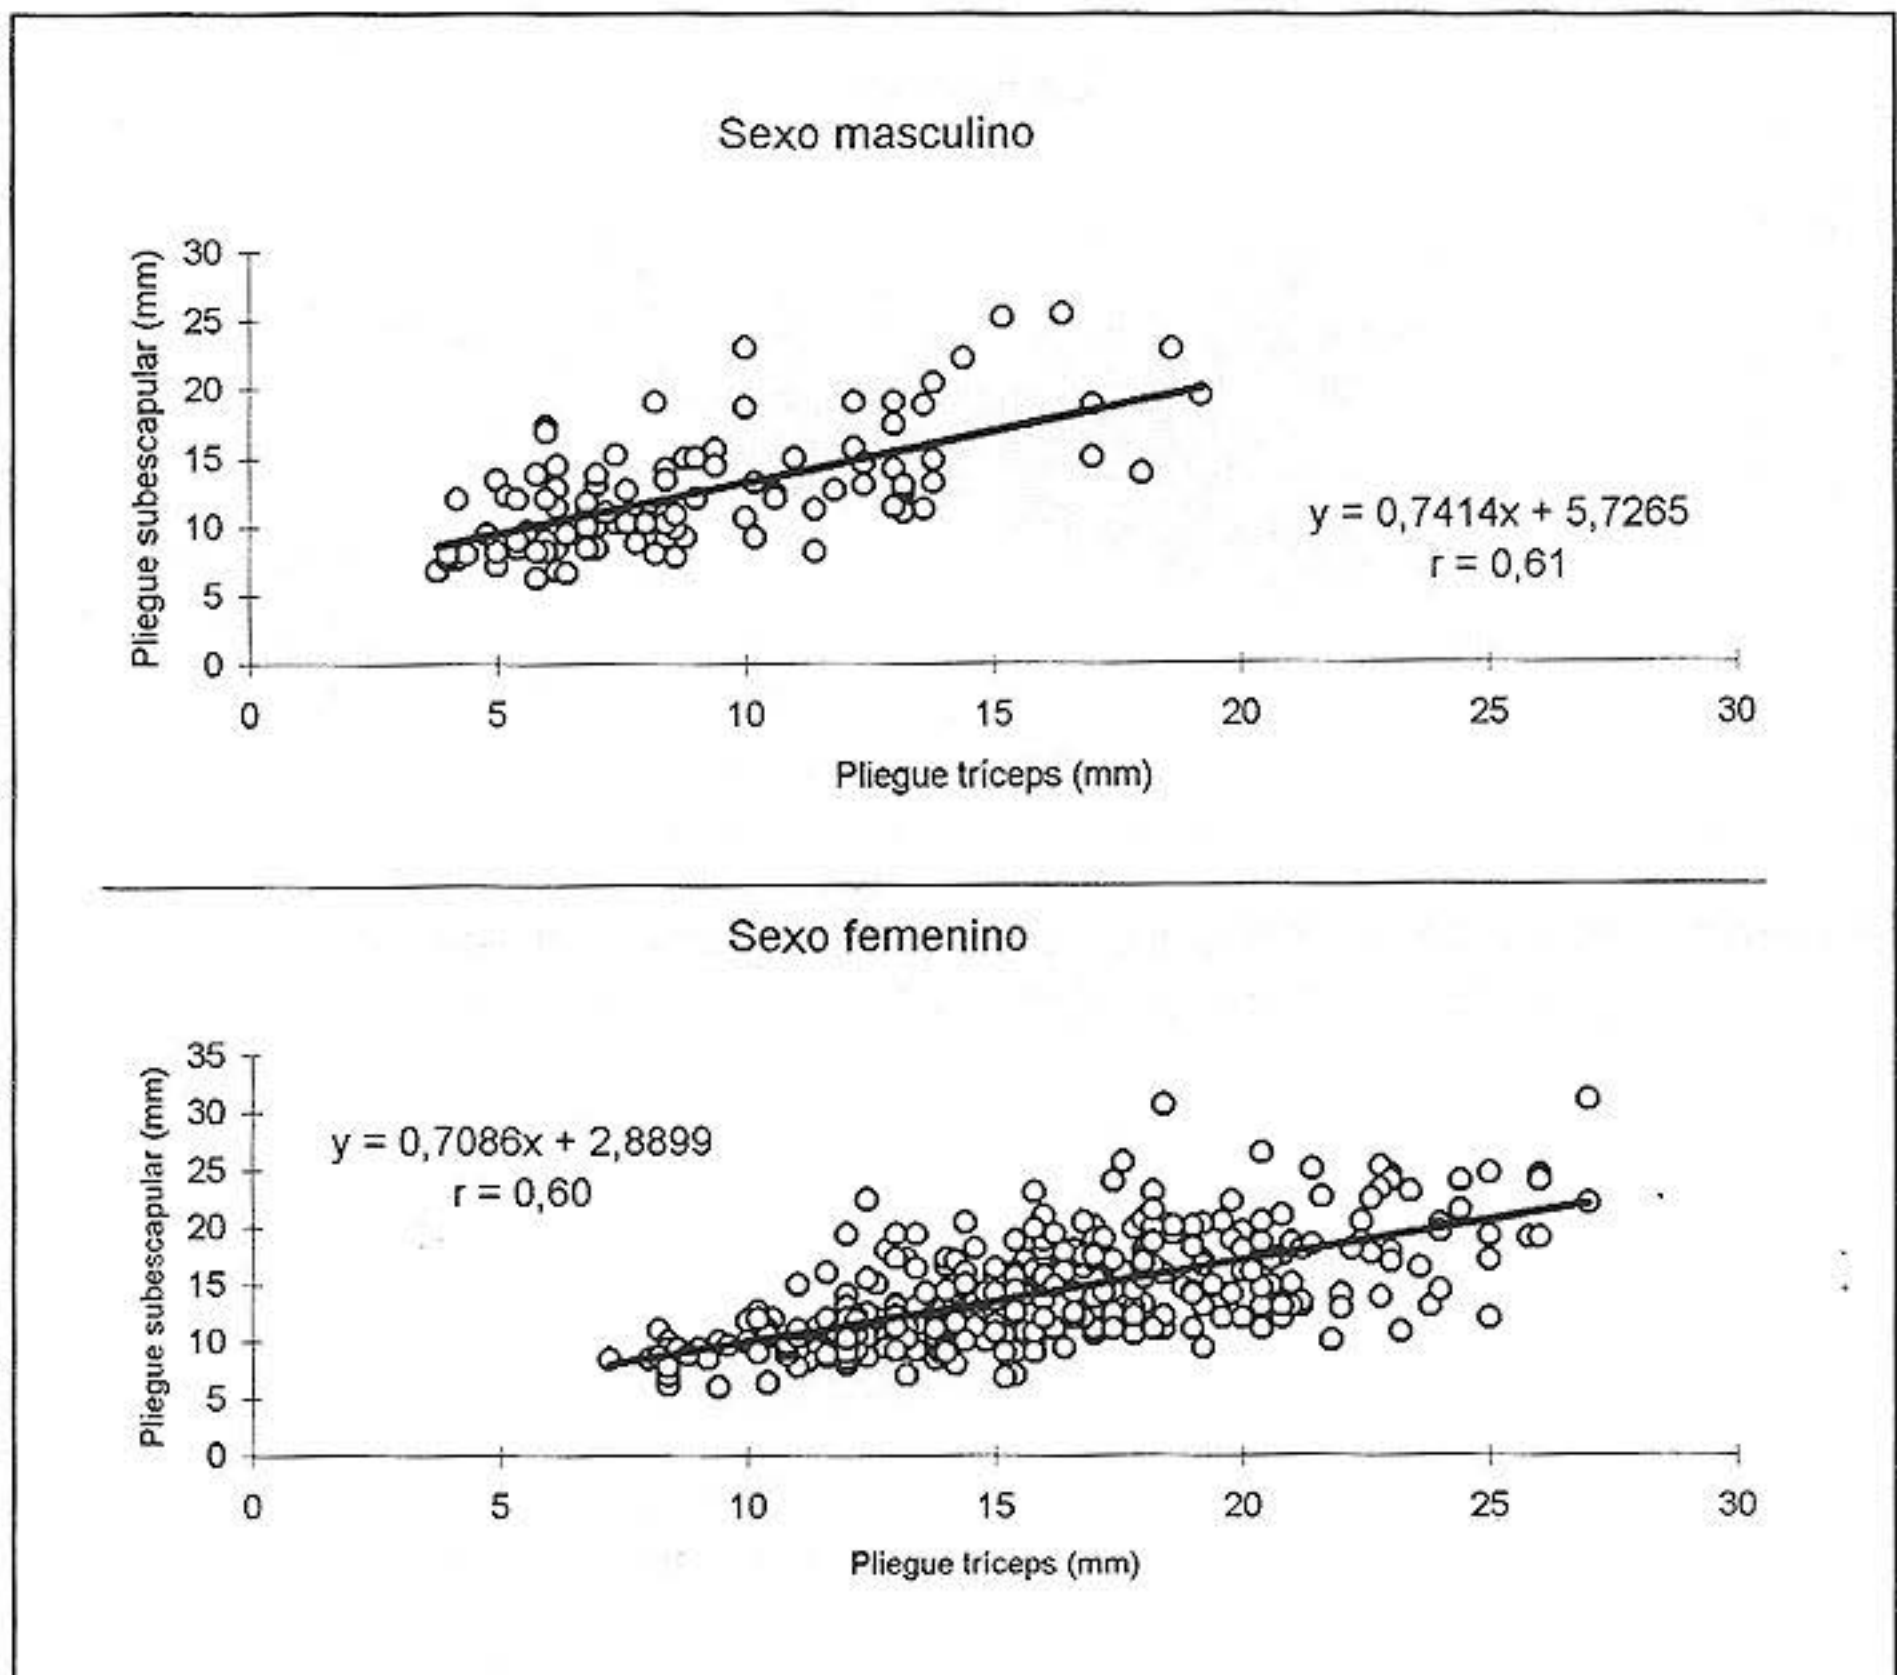 Sexo masculino
30
25
20
15
10
5
0
Pliegue subescapular (mm)
y = 0,7414x + 5,7265
r = 0,61
0 5 10 15 20 25 30
Pliegue tríceps (mm)
Sexo femenino
35
30
25
20
15
10
5
0
Pliegue subescapular (mm)
y = 0,7086x + 2,8899
r = 0,60
0 5 10 15 20 25 30
Pliegue tríceps (mm)